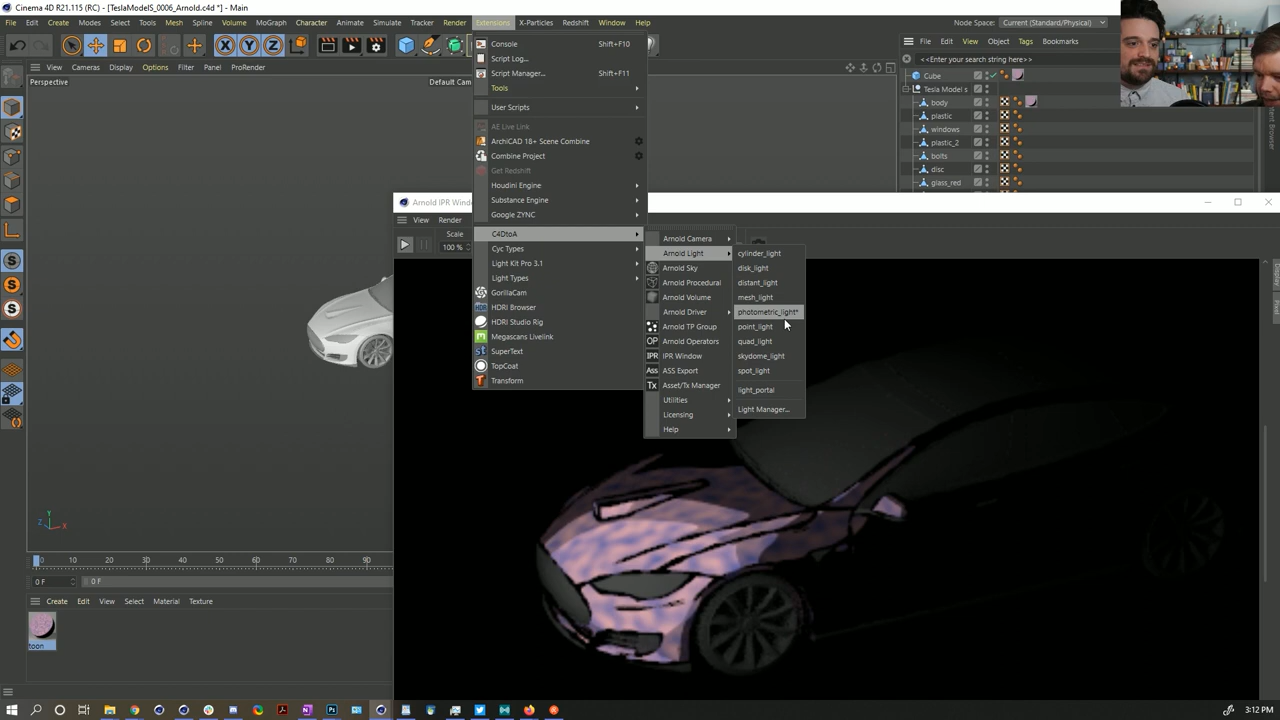 Cinema 4D R21.115 (RC) - [TeslaModelS_0006_Arnold.c4d *] - Main
File Edit Create Modes Select Tools Mesh Spline Volume MoGraph Character Animate Simulate Tracker Render Extensions X-Particles Redshift Window Help
Node Space: Current (Standard/Physical)
File Edit View Object Tags Bookmarks
<<Enter your search string here>>
Cube
Tesla Model s
body
plastic
windows
plastic_2
bolts
disc
glass_red
View Cameras Display Options Filter Panel ProRender
Perspective
Default Cam
Console Shift+F10
Script Log...
Script Manager... Shift+F11
Tools
User Scripts
AE Live Link
ArchiCAD 18+ Scene Combine
Combine Project
Get Redshift
Houdini Engine
Substance Engine
Google ZYNC
C4DtoA
Cyc Types
Light Kit Pro 3.1
Light Types
GorillaCam
HDRI Browser
HDRI Studio Rig
Megascans Livelink
SuperText
TopCoat
Transform
Arnold IPR Wind
View Render
Scale
100 %
Arnold Camera
Arnold Light
Arnold Sky
Arnold Procedural
Arnold Volume
Arnold Driver
Arnold TP Group
OP Arnold Operators
IPR IPR Window
Ass ASS Export
Tx Asset/Tx Manager
Utilities
Licensing
Help
cylinder_light
disk_light
distant_light
mesh_light
photometric_light*
point_light
quad_light
skydome_light
spot_light
light_portal
Light Manager...
Y
Z X
0 10 20 30 40 50 60 70 80 90
0 F 0 F
Create Edit View Select Material Texture
toon
3:12 PM